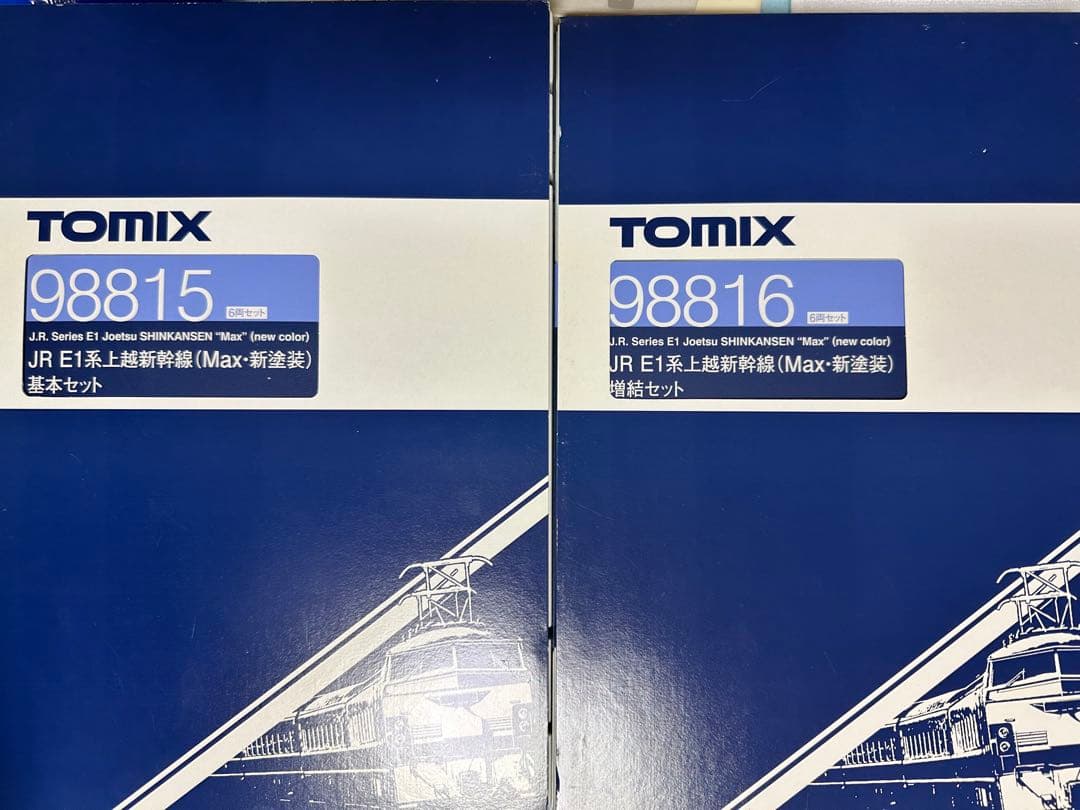 TOMIX
98815 6両セット
J.R. Series E1 Joetsu SHINKANSEN "Max" (new color)
JR E1系上越新幹線(Max・新塗装)
基本セット
TOMIX
98816 6両セット
J.R. Series E1 Joetsu SHINKANSEN "Max" (new color)
JR E1系上越新幹線(Max・新塗装)
増結セット